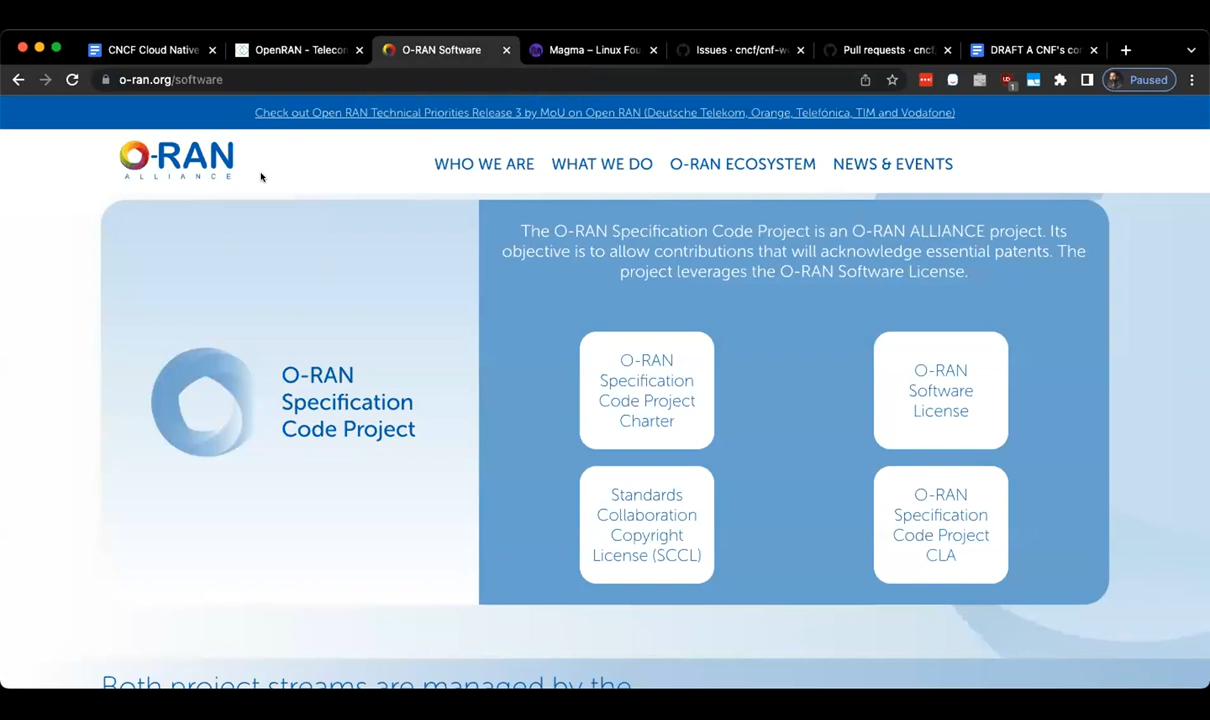 CNCF Cloud Native
OpenRAN - Telecon
O-RAN Software
Magma – Linux Fou
Issues · cncf/cnf-w
Pull requests · cncf/
DRAFT A CNF's co
o-ran.org/software
1
Paused
Check out Open RAN Technical Priorities Release 3 by MoU on Open RAN (Deutsche Telekom, Orange, Telefónica, TIM and Vodafone)
O-RAN
ALLIANCE
WHO WE ARE
WHAT WE DO
O-RAN ECOSYSTEM
NEWS & EVENTS
The O-RAN Specification Code Project is an O-RAN ALLIANCE project. Its
objective is to allow contributions that will acknowledge essential patents. The
project leverages the O-RAN Software License.
O-RAN
Specification
Code Project
O-RAN
Specification
Code Project
Charter
O-RAN
Software
License
Standards
Collaboration
Copyright
License (SCCL)
O-RAN
Specification
Code Project
CLA
Both project streams are managed by the